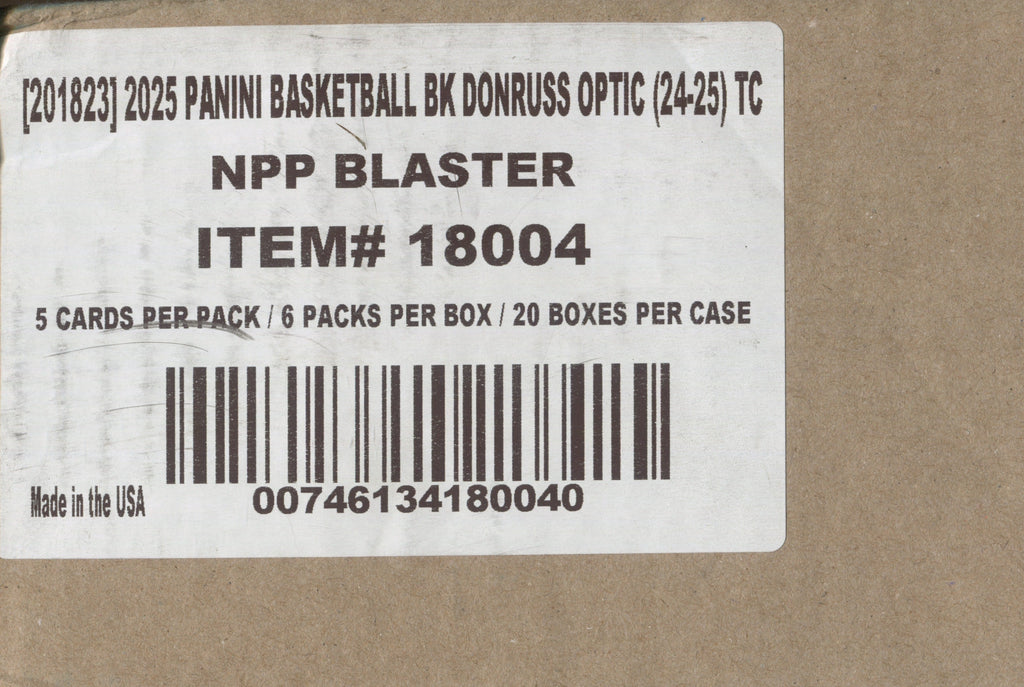 [201823] 2025 PANINI BASKETBALL BK DONRUSS OPTIC (24-25) TC
NPP BLASTER
ITEM# 18004
5 CARDS PER PACK / 6 PACKS PER BOX / 20 BOXES PER CASE
00746134180040
Made in the USA